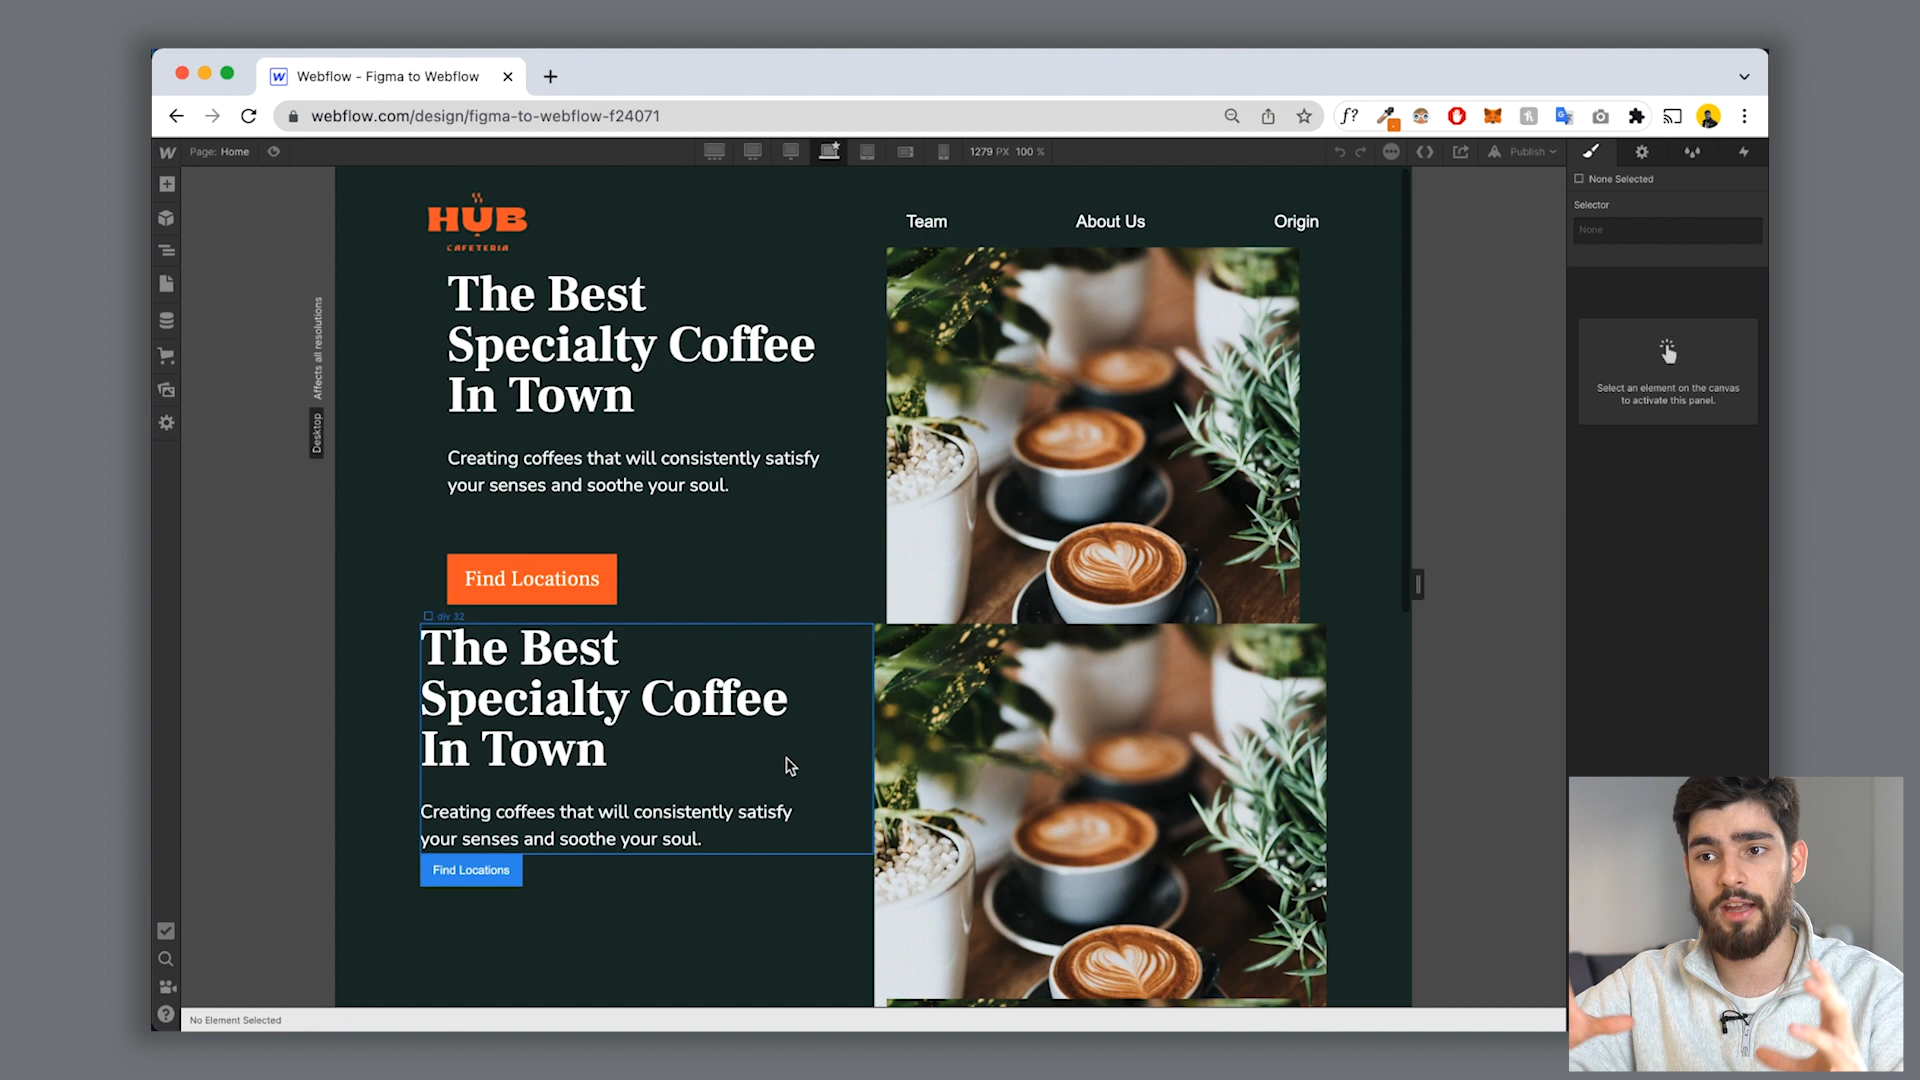 Webflow - Figma to Webflow
webflow.com/design/figma-to-webflow-f24071
f?
Page: Home
1279 PX 100 %
Publish
None Selected
Selector
None
Select an element on the canvas
to activate this panel.
Affects all resolutions
Desktop
HUB
CAFETERIA
Team
About Us
Origin
The Best
Specialty Coffee
In Town
Creating coffees that will consistently satisfy
your senses and soothe your soul.
Find Locations
div 32
The Best
Specialty Coffee
In Town
Creating coffees that will consistently satisfy
your senses and soothe your soul.
Find Locations
No Element Selected